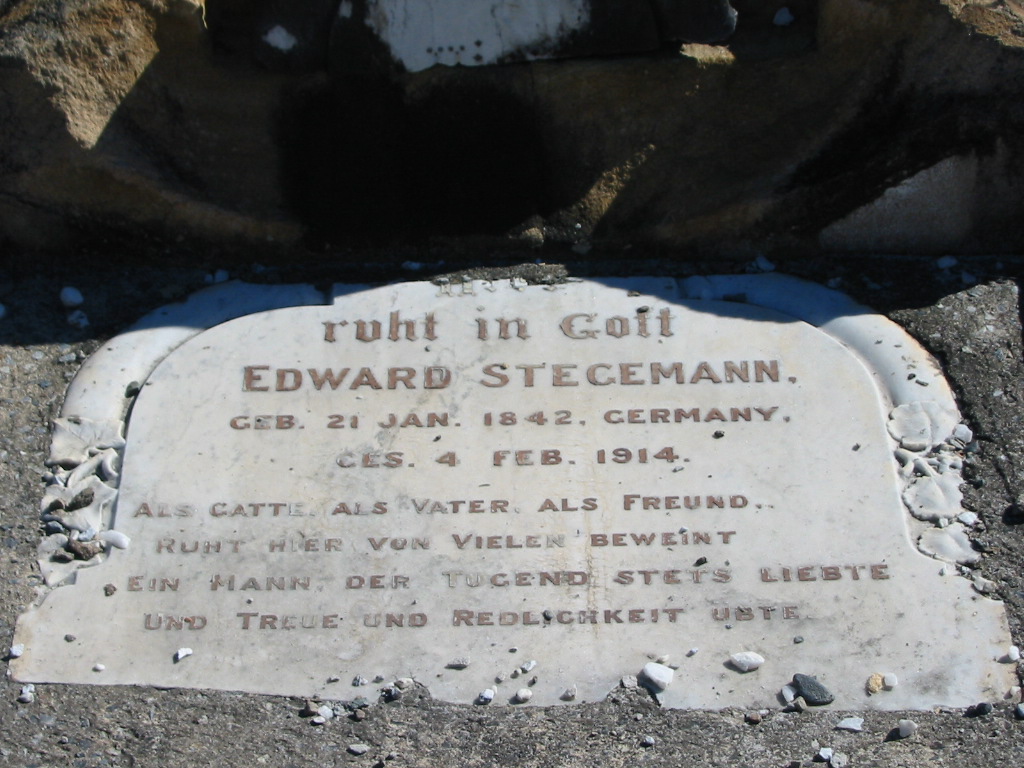 ruht in Gott
EDWARD STEGEMANN,
GEB. 21 JAN. 1842, GERMANY,
GES. 4 FEB. 1914.
ALS GATTE, ALS VATER, ALS FREUND,
RUHT HIER VON VIELEN BEWEINT
EIN MANN, DER TUGEND STETS LIEBTE
UND TREUE UND REDLICHKEIT UBTE.